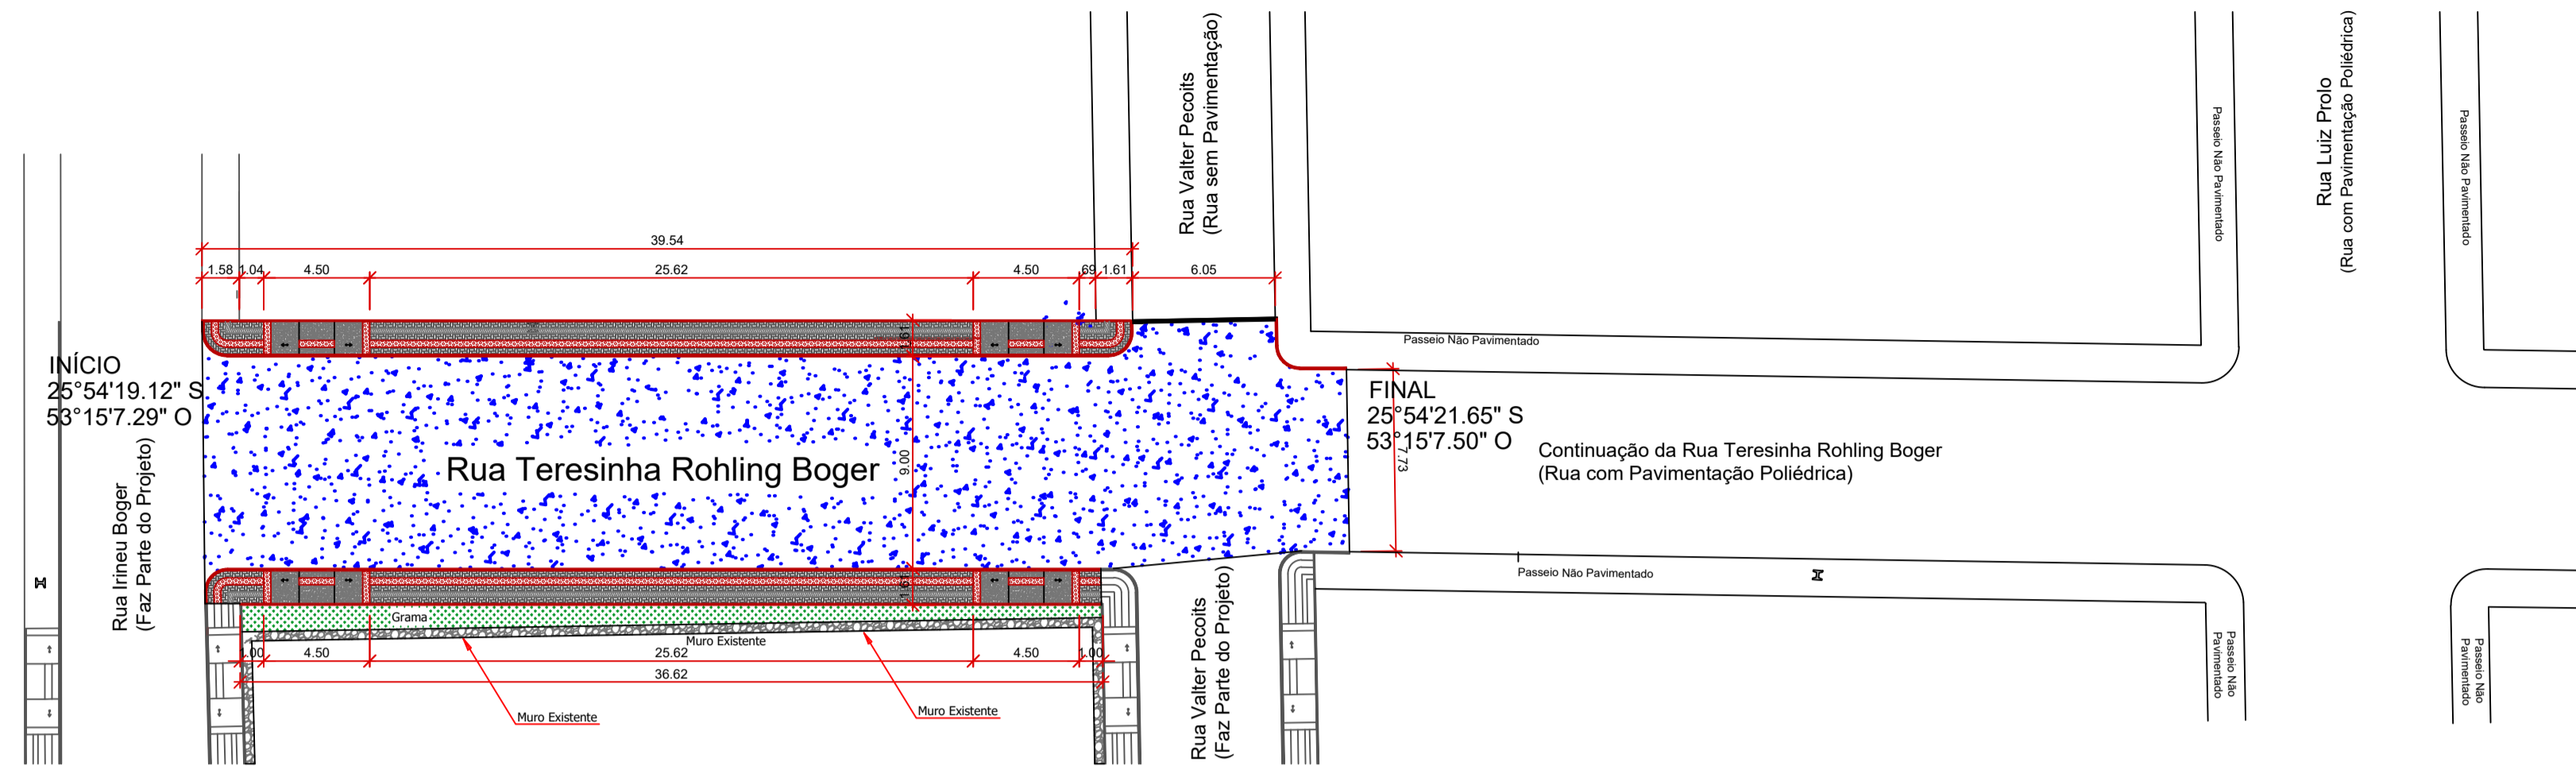 Rua Valter Pecoits
(Rua sem Pavimentação)
Rua Luiz Prolo
(Rua com Pavimentação Poliédrica)
Passeio Não Pavimentado
Passeio Não Pavimentado
39.54
1.58
1.04
4.50
25.62
4.50
.69
1.61
6.05
INÍCIO
25°54'19.12" S
53°15'7.29" O
1.61
Passeio Não Pavimentado
FINAL
25°54'21.65" S
53°15'7.50" O
7.73
Rua Teresinha Rohling Boger
9.00
Continuação da Rua Teresinha Rohling Boger
(Rua com Pavimentação Poliédrica)
Rua Irineu Boger
(Faz Parte do Projeto)
1.61
Passeio Não Pavimentado
Grama
Muro Existente
1.00
4.50
25.62
4.50
1.00
36.62
Muro Existente
Muro Existente
Rua Valter Pecoits
(Faz Parte do Projeto)
Passeio Não
Pavimentado
Passeio Não
Pavimentado